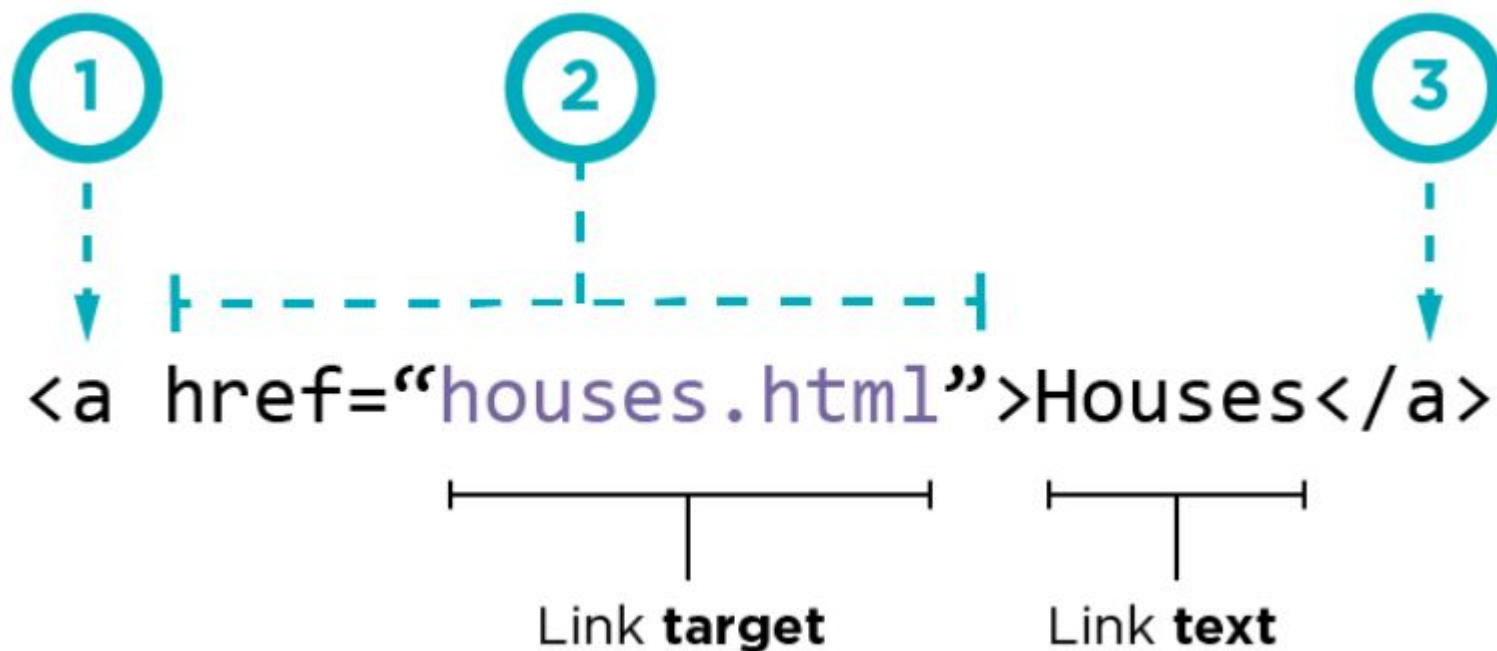 1 2 3
<a href=“houses.html”>Houses</a>
Link target Link text